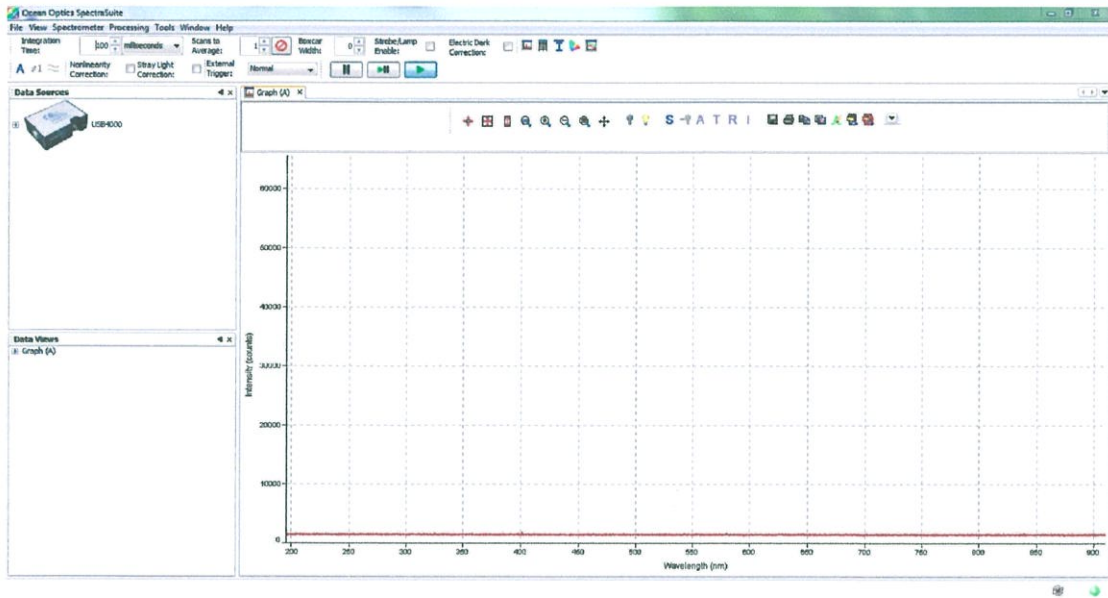 Ocean Optics SpectraSuite
File View Spectrometer Processing Tools Window Help
Integration Time: 100 milliseconds Scans to Average: 1 Boxcar Width: 0 Strobe/Lamp Enable: Electric Dark Correction:
A Nonlinearity Correction: Stray Light Correction: External Trigger: Normal
Data Sources
USB4000
Data Views
Graph (A)
Graph (A)
S A T R I
60000
50000
40000
30000
20000
10000
0
Intensity (counts)
200 250 300 350 400 450 500 550 600 650 700 750 800 850 900
Wavelength (nm)